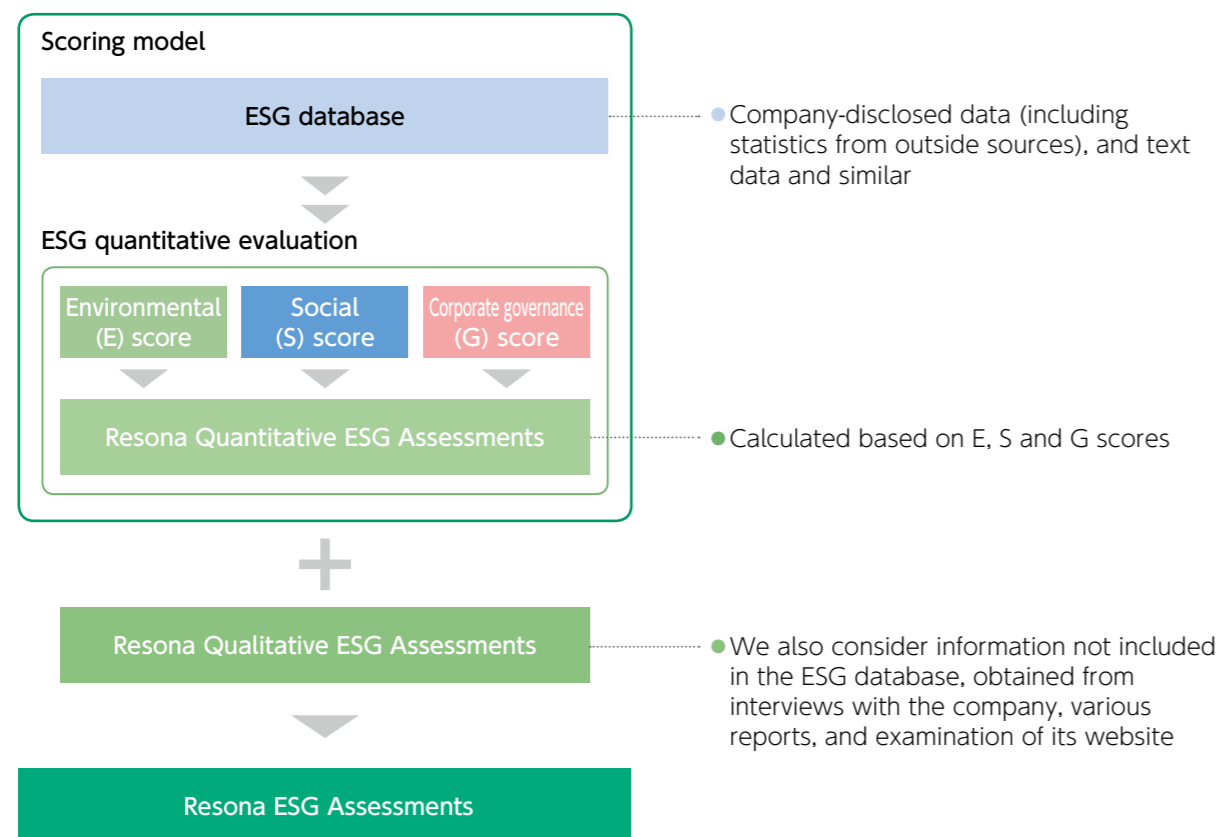 Scoring model
ESG database
● Company-disclosed data (including
statistics from outside sources), and text
data and similar
ESG quantitative evaluation
Environmental
(E) score
Social
(S) score
Corporate governance
(G) score
Resona Quantitative ESG Assessments
● Calculated based on E, S and G scores
+
Resona Qualitative ESG Assessments
● We also consider information not included
in the ESG database, obtained from
interviews with the company, various
reports, and examination of its website
Resona ESG Assessments